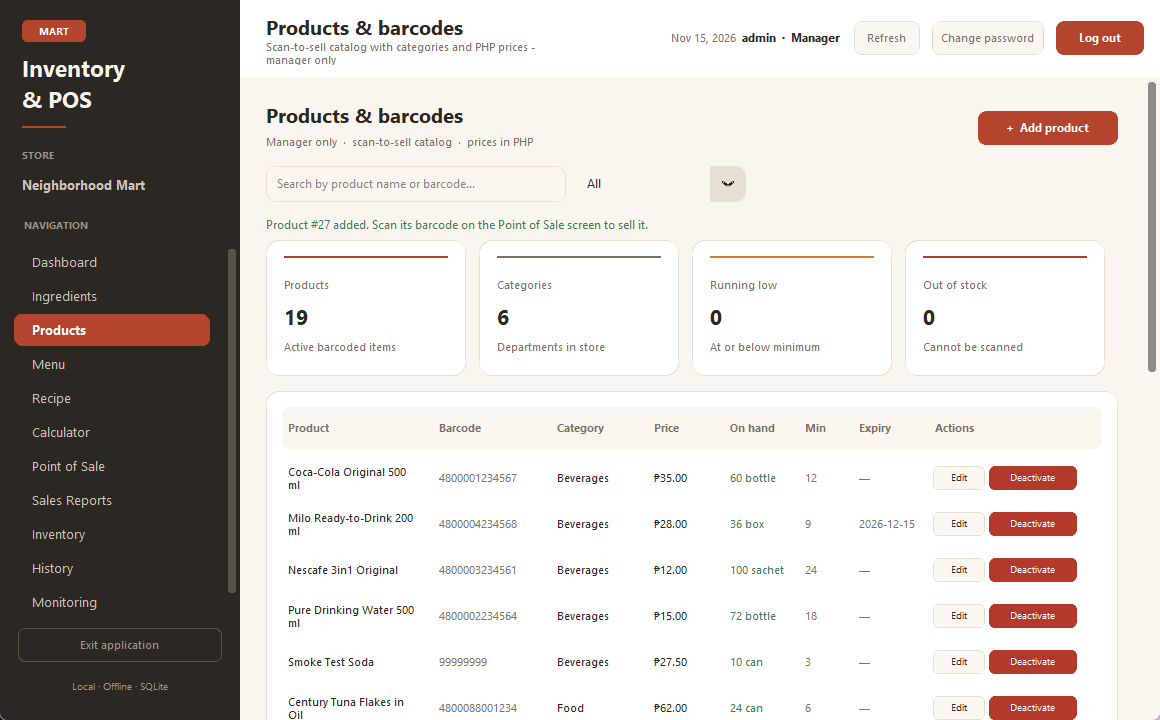 MART
Inventory
& POS
STORE
Neighborhood Mart
NAVIGATION
Dashboard
Ingredients
Products
Menu
Recipe
Calculator
Point of Sale
Sales Reports
Inventory
History
Monitoring
Exit application
Local · Offline · SQLite
Products & barcodes
Scan-to-sell catalog with categories and PHP prices -
manager only
Nov 15, 2026 admin · Manager Refresh Change password Log out
Products & barcodes
Manager only · scan-to-sell catalog · prices in PHP
+ Add product
Search by product name or barcode... All
Product #27 added. Scan its barcode on the Point of Sale screen to sell it.
Products
19
Active barcoded items
Categories
6
Departments in store
Running low
0
At or below minimum
Out of stock
0
Cannot be scanned
Product Barcode Category Price On hand Min Expiry Actions
Coca-Cola Original 500
ml
4800001234567 Beverages ₱35.00 60 bottle 12 — Edit Deactivate
Milo Ready-to-Drink 200
ml
4800004234568 Beverages ₱28.00 36 box 9 2026-12-15 Edit Deactivate
Nescafe 3in1 Original 4800003234561 Beverages ₱12.00 100 sachet 24 — Edit Deactivate
Pure Drinking Water 500
ml
4800002234564 Beverages ₱15.00 72 bottle 18 — Edit Deactivate
Smoke Test Soda 99999999 Beverages ₱27.50 10 can 3 — Edit Deactivate
Century Tuna Flakes in
Oil
4800088001234 Food ₱62.00 24 can 6 — Edit Deactivate